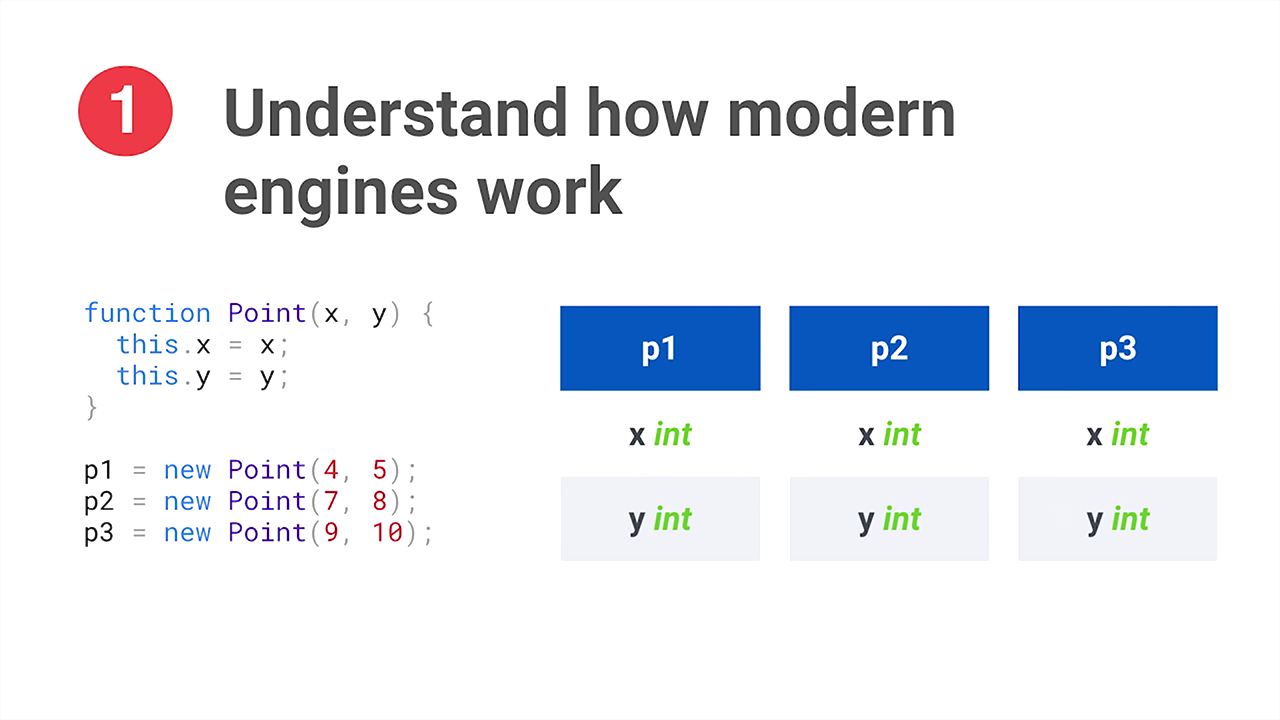 1
Understand how modern
engines work
function Point(x, y) {
  this.x = x;
  this.y = y;
}
p1 = new Point(4, 5);
p2 = new Point(7, 8);
p3 = new Point(9, 10);
p1 p2 p3
x int x int x int
y int y int y int